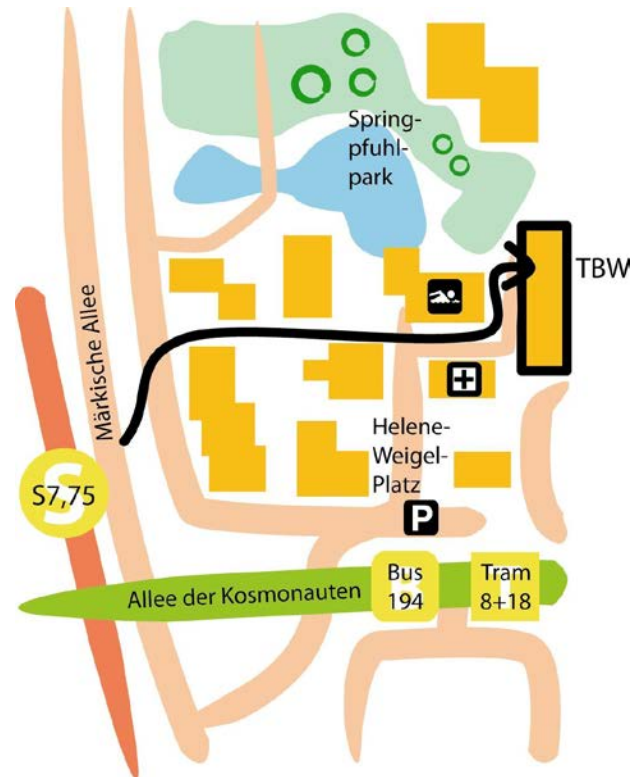 Spring-
pfuhl-
park
TBW
Märkische Allee
Helene-
Weigel-
Platz
S
S7,75
P
Allee der Kosmonauten
Bus
194
Tram
8+18